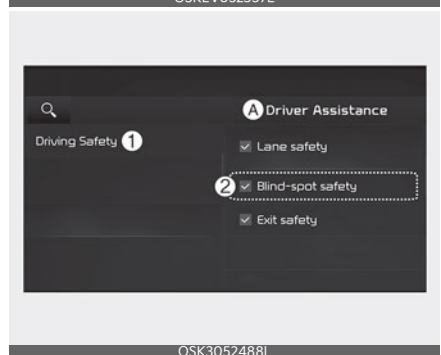 A Driver Assistance
Driving Safety 1
Lane safety
2 Blind-spot safety
Exit safety
OSK3052488L